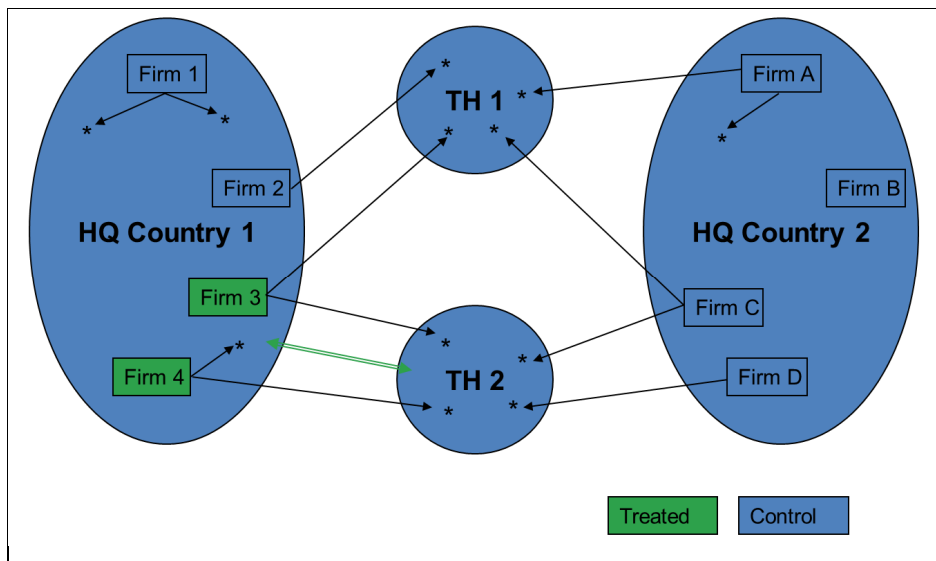 Firm 1
TH 1
Firm A
*
*
*
*
*
*
*
Firm 2
Firm B
HQ Country 1
HQ Country 2
Firm 3
Firm C
*
*
*
TH 2
Firm 4
Firm D
*
*
Treated
Control